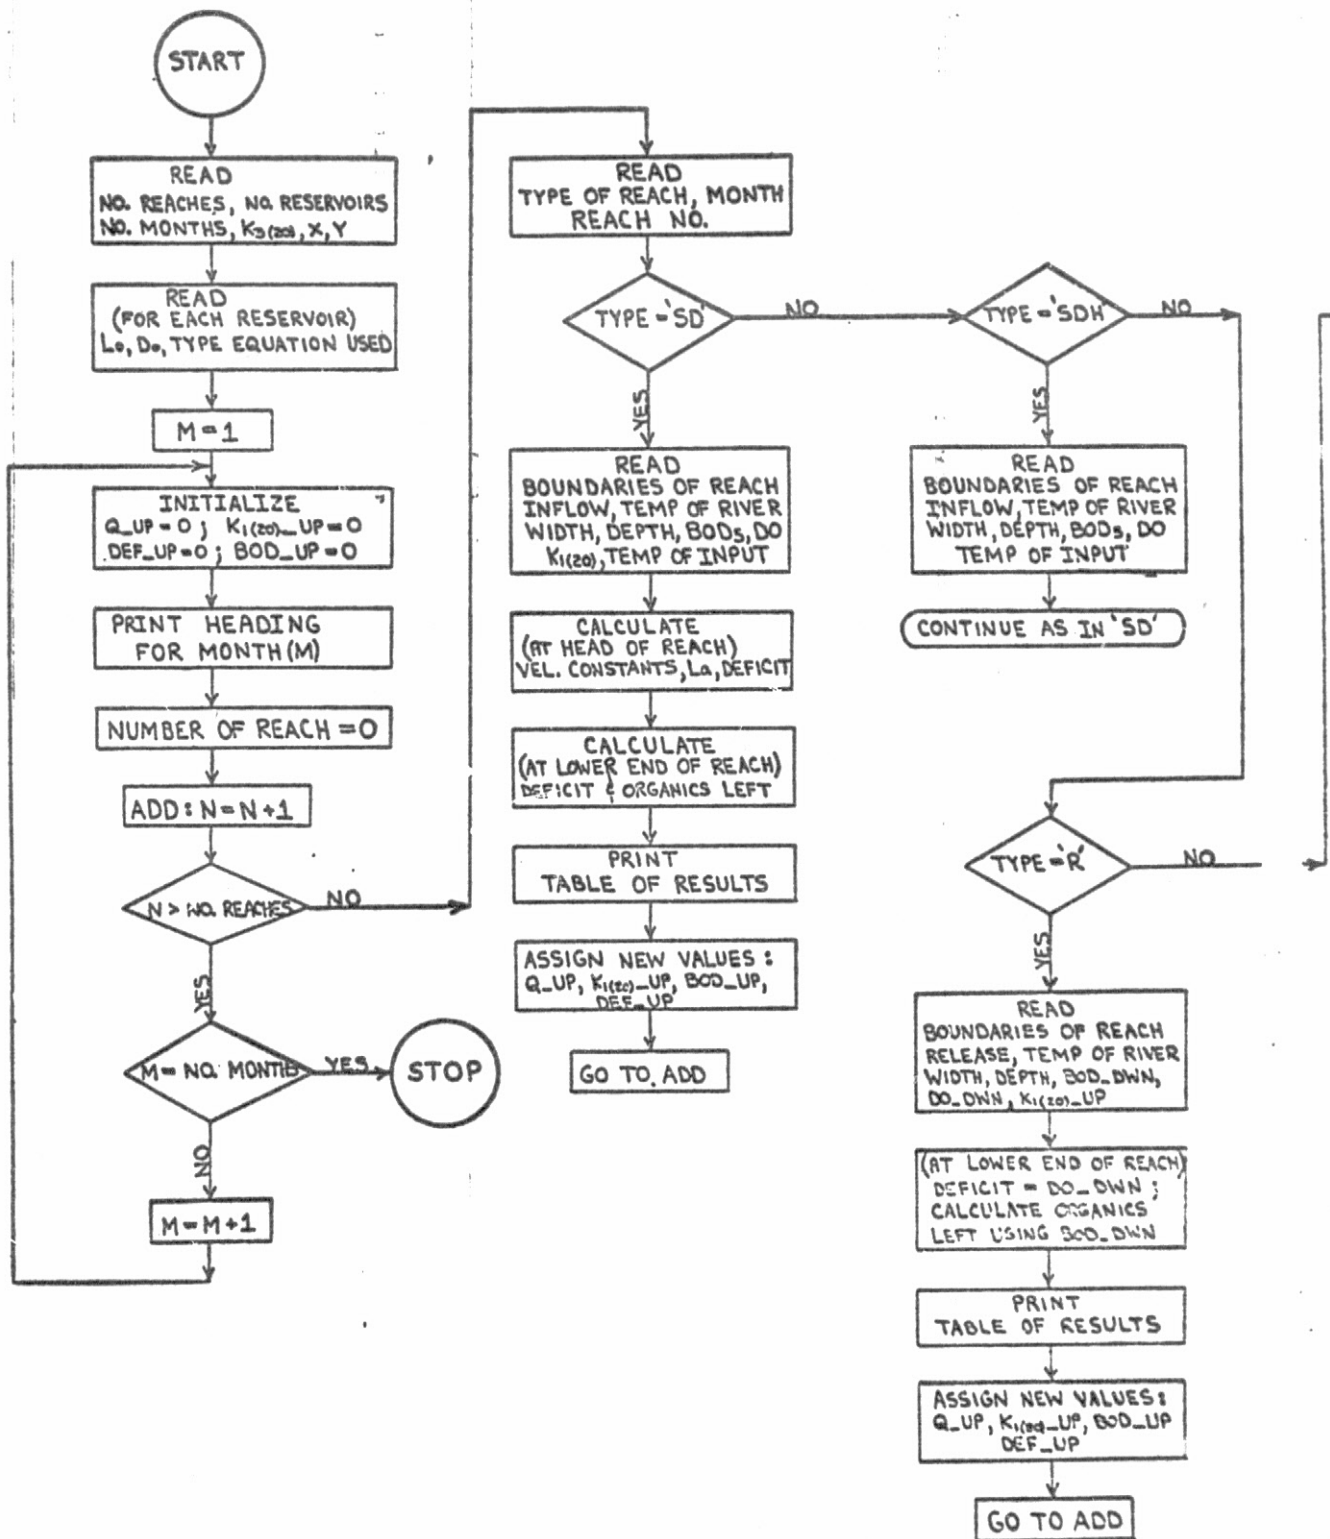 START
READ
NO. REACHES, NO. RESERVOIRS
NO. MONTHS, K3(20), X, Y
READ
(FOR EACH RESERVOIR)
Lo, Do, TYPE EQUATION USED
M = 1
INITIALIZE
Q_UP = 0 ; K1(20)_UP = 0
DEF_UP = 0 ; BOD_UP = 0
PRINT HEADING
FOR MONTH (M)
NUMBER OF REACH = 0
ADD : N = N + 1
N > NO. REACHES
NO
YES
M = NO. MONTHS
YES
STOP
NO
M = M + 1
READ
TYPE OF REACH, MONTH
REACH NO.
TYPE = 'SD'
NO
YES
READ
BOUNDARIES OF REACH
INFLOW, TEMP OF RIVER
WIDTH, DEPTH, BOD5, DO
K1(20), TEMP OF INPUT
CALCULATE
(AT HEAD OF REACH)
VEL. CONSTANTS, La, DEFICIT
CALCULATE
(AT LOWER END OF REACH)
DEFICIT & ORGANICS LEFT
PRINT
TABLE OF RESULTS
ASSIGN NEW VALUES :
Q_UP, K1(20)_UP, BOD_UP,
DEF_UP
GO TO ADD
TYPE = 'SDH'
NO
YES
READ
BOUNDARIES OF REACH
INFLOW, TEMP OF RIVER
WIDTH, DEPTH, BOD5, DO
TEMP OF INPUT
CONTINUE AS IN 'SD'
TYPE = 'R'
NO
YES
READ
BOUNDARIES OF REACH
RELEASE, TEMP OF RIVER
WIDTH, DEPTH, BOD_DWN,
DO_DWN, K1(20)_UP
(AT LOWER END OF REACH)
DEFICIT = DO_DWN ;
CALCULATE ORGANICS
LEFT USING BOD_DWN
PRINT
TABLE OF RESULTS
ASSIGN NEW VALUES :
Q_UP, K1(20)_UP, BOD_UP
DEF_UP
GO TO ADD